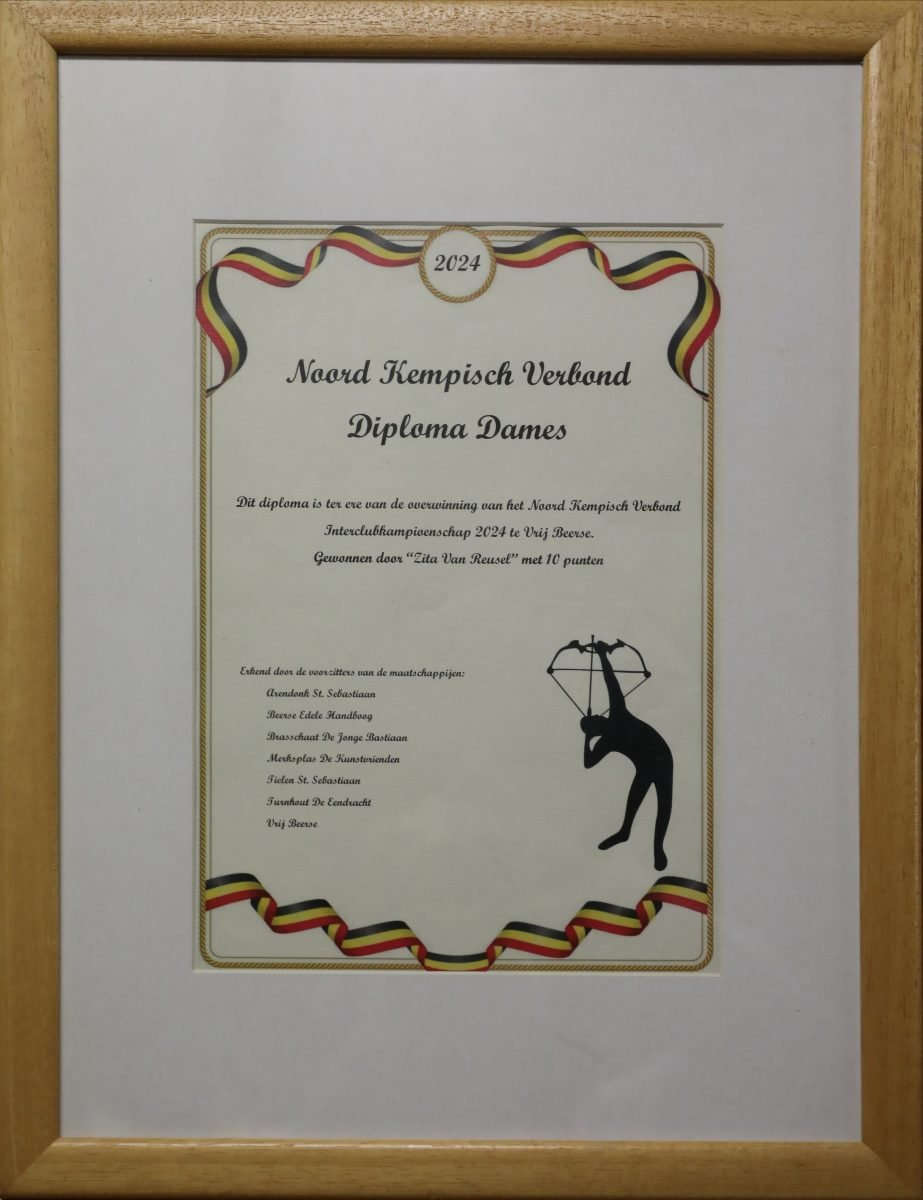 2024
Noord Kempisch Verbond
Diploma Dames
Dit diploma is ter ere van de overwinning van het Noord Kempisch Verbond
Interclubkampioenschap 2024 te Vrij Beerse.
Gewonnen door “Zita Van Reusel” met 10 punten
Erkend door de voorzitters van de maatschappijen:
Arendonk St. Sebastiaan
Beerse Edele Handboog
Brasschaat De Jonge Bastiaan
Merksplas De Kunstvrienden
Tielen St. Sebastiaan
Turnhout De Eendracht
Vrij Beerse